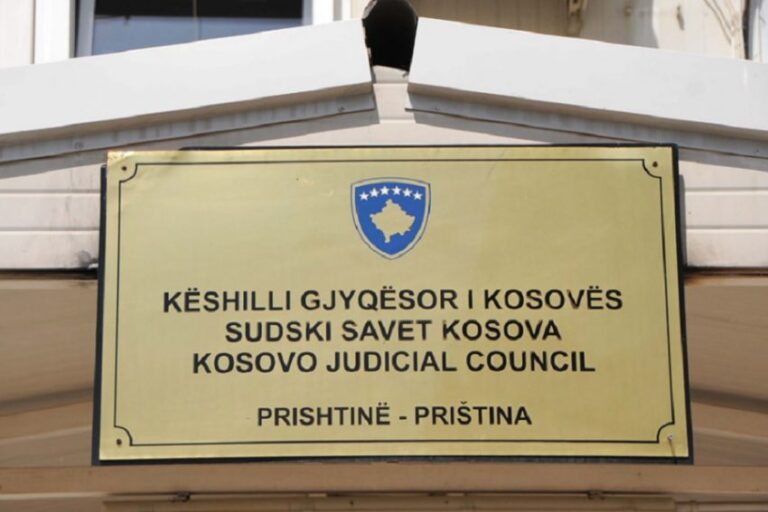 KËSHILLI GJYQËSOR I KOSOVËS
SUDSKI SAVET KOSOVA
KOSOVO JUDICIAL COUNCIL
PRISHTINË - PRIŠTINA